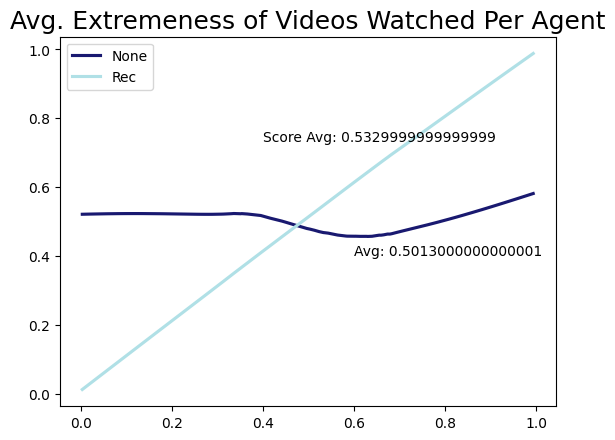 Avg. Extremeness of Videos Watched Per Agent
None
Rec
Score Avg: 0.5329999999999999
Avg: 0.5013000000000001
1.0
0.8
0.6
0.4
0.2
0.0
0.0 0.2 0.4 0.6 0.8 1.0